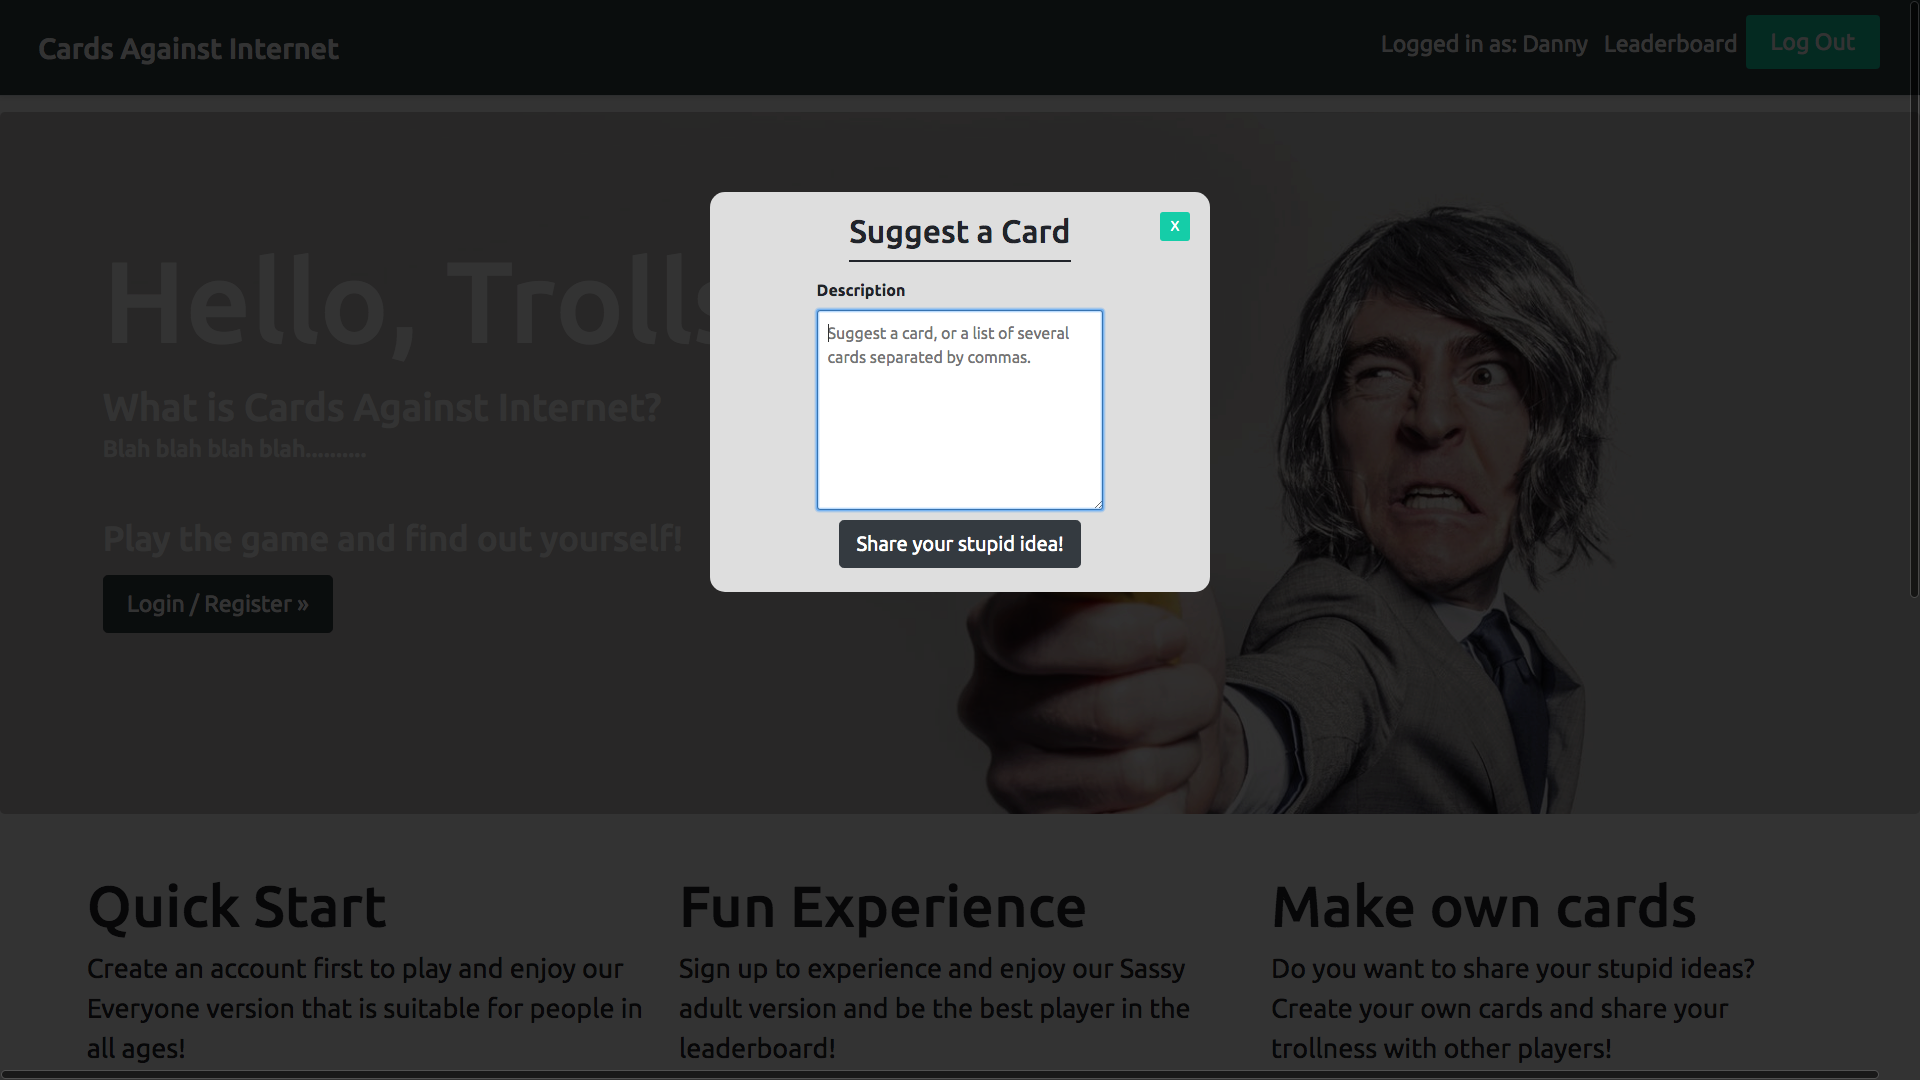 Cards Against Internet
Logged in as: Danny
Leaderboard
Log Out
Suggest a Card
X
Description
Suggest a card, or a list of several
cards separated by commas.
Share your stupid idea!
Hello, Trolls
What is Cards Against Internet?
Blah blah blah blah..........
Play the game and find out yourself!
Login / Register »
Quick Start
Create an account first to play and enjoy our
Everyone version that is suitable for people in
all ages!
Fun Experience
Sign up to experience and enjoy our Sassy
adult version and be the best player in the
leaderboard!
Make own cards
Do you want to share your stupid ideas?
Create your own cards and share your
trollness with other players!